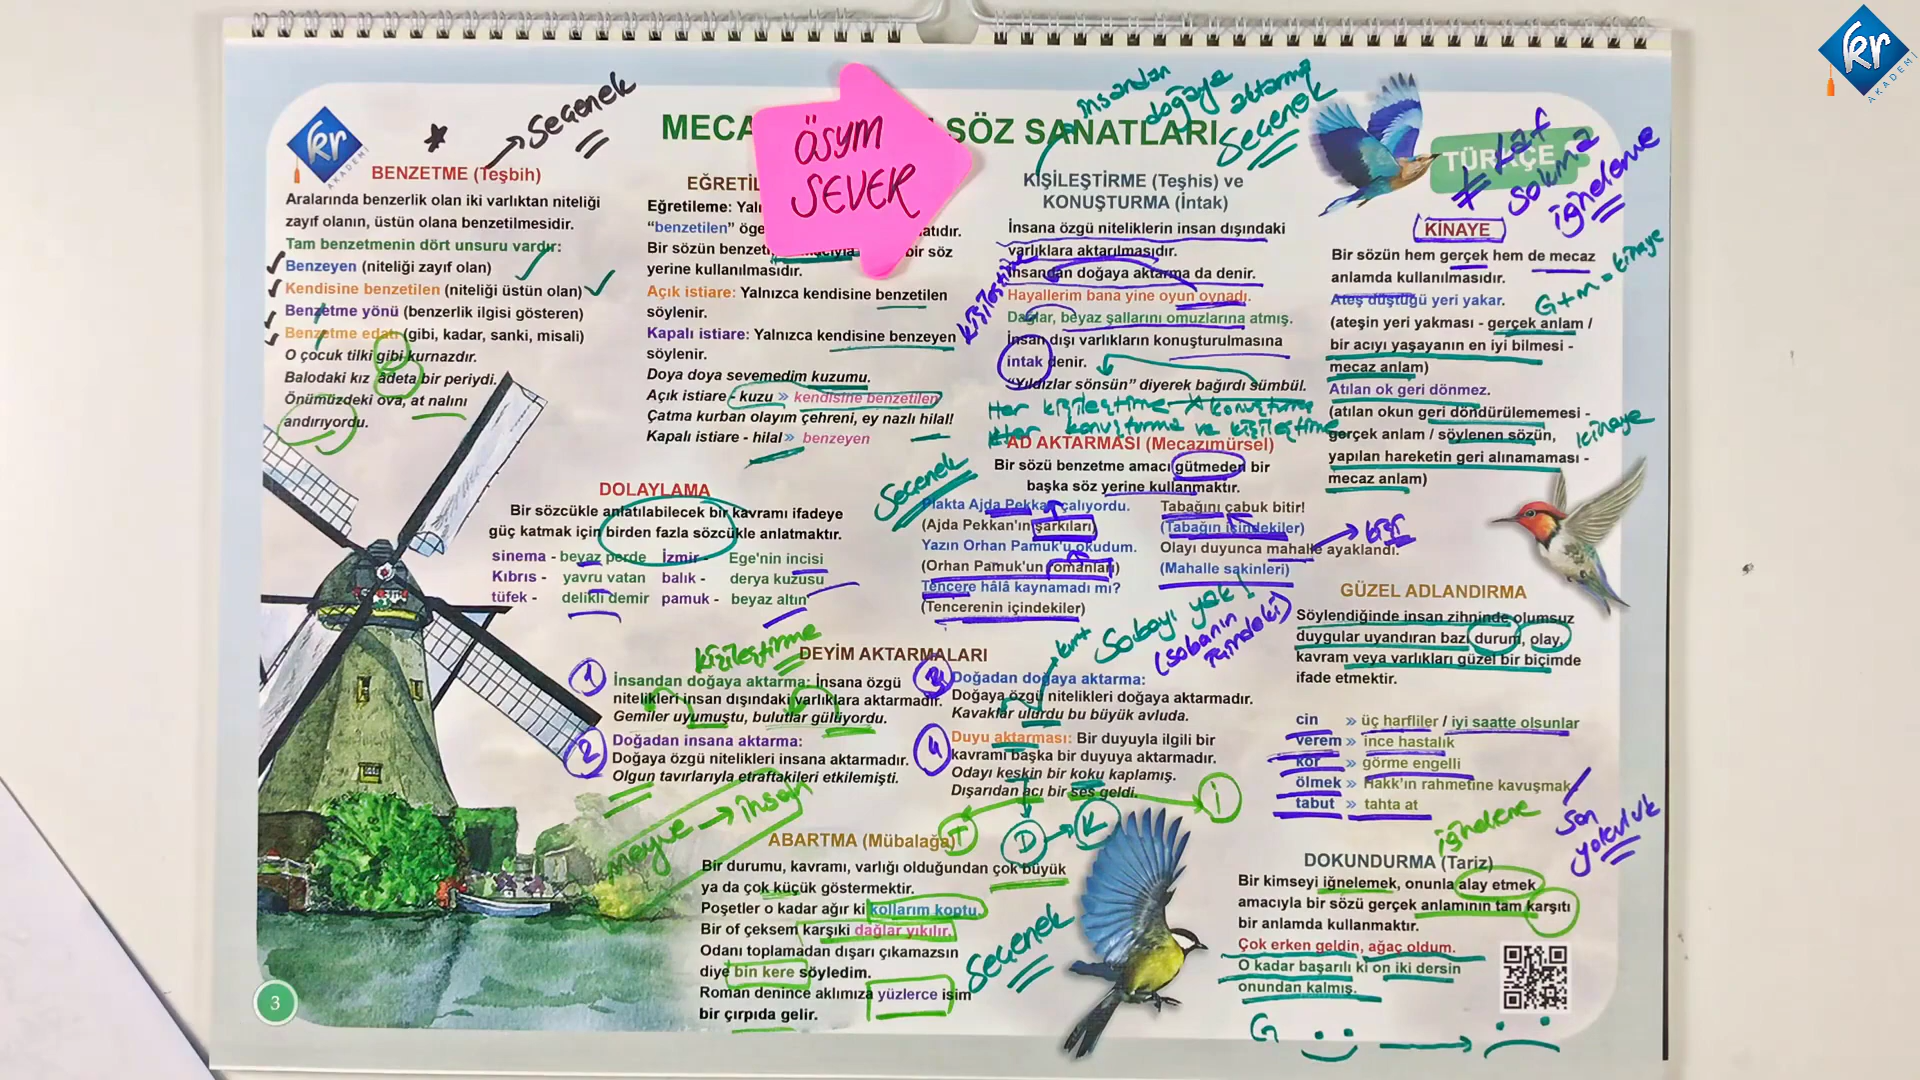 kr
AKADEMİ
kr
AKADEMİ
ÖSYM
SEVER
SÖZ SANATLARI
TÜRKÇE
Seçenek
insandan
doğaya
aktarma
Seçenek
≠ Laf
sokma
iğneleme
BENZETME (Teşbih)
Aralarında benzerlik olan iki varlıktan niteliği
zayıf olanın, üstün olana benzetilmesidir.
Tam benzetmenin dört unsuru vardır:
Benzeyen (niteliği zayıf olan)
Kendisine benzetilen (niteliği üstün olan)
Benzetme yönü (benzerlik ilgisi gösteren)
Benzetme edatı (gibi, kadar, sanki, misali)
O çocuk tilki gibi kurnazdır.
Balodaki kız âdeta bir periydi.
Önümüzdeki ova, at nalını
andırıyordu.
Eğretileme:
“benzetilen”
Bir sözün
bir söz
yerine kullanılmasıdır.
Açık istiare: Yalnızca kendisine benzetilen
söylenir.
Kapalı istiare: Yalnızca kendisine benzeyen
söylenir.
Doya doya sevemedim kuzumu.
Açık istiare - kuzu » kendisine benzetilen
Çatma kurban olayım çehreni, ey nazlı hilal!
Kapalı istiare - hilal » benzeyen
KİŞİLEŞTİRME (Teşhis) ve
KONUŞTURMA (İntak)
İnsana özgü niteliklerin insan dışındaki
varlıklara aktarılmasıdır.
İnsandan doğaya aktarma da denir.
Hayallerim bana yine oyun oynadı.
Dağlar, beyaz şallarını omuzlarına atmış.
İnsan dışı varlıkların konuşturulmasına
intak denir.
“Yıldızlar sönsün” diyerek bağırdı sümbül.
Her kişileştirme konuşturma
Her konuşturma ve kişileştirme
KİNAYE
Bir sözün hem gerçek hem de mecaz
anlamda kullanılmasıdır.
Ateş düştüğü yeri yakar.
G+M = kinaye
(ateşin yeri yakması - gerçek anlam /
bir acıyı yaşayanın en iyi bilmesi -
mecaz anlam)
Atılan ok geri dönmez.
(atılan okun geri döndürülememesi -
gerçek anlam / söylenen sözün,
yapılan hareketin geri alınamaması -
mecaz anlam)
kinaye
DOLAYLAMA
Bir sözcükle anlatılabilecek bir kavramı ifadeye
güç katmak için birden fazla sözcükle anlatmaktır.
sinema - beyaz perde İzmir - Ege'nin incisi
Kıbrıs - yavru vatan balık - derya kuzusu
tüfek - delikli demir pamuk - beyaz altın
AD AKTARMASI (Mecazımürsel)
Seçenek
Bir sözü benzetme amacı gütmeden bir
başka söz yerine kullanmaktır.
Plakta Ajda Pekkan çalıyordu.
(Ajda Pekkan'ın şarkıları)
Yazın Orhan Pamuk'u okudum.
(Orhan Pamuk'un romanları)
Tencere hâlâ kaynamadı mı?
(Tencerenin içindekiler)
Tabağını çabuk bitir!
(Tabağın içindekiler)
Olayı duyunca mahalle ayaklandı.
(Mahalle sakinleri)
Sobayı yak!
(sobanın
içindeki)
GÜZEL ADLANDIRMA
Söylendiğinde insan zihninde olumsuz
duygular uyandıran bazı durum, olay,
kavram veya varlıkları güzel bir biçimde
ifade etmektir.
cin » üç harfliler / iyi saatte olsunlar
verem » ince hastalık
kör » görme engelli
ölmek » Hakk'ın rahmetine kavuşmak
tabut » tahta at
son
yolculuk
DEYİM AKTARMALARI
kişileştirme
1
İnsandan doğaya aktarma: İnsana özgü
nitelikleri insan dışındaki varlıklara aktarmadır.
Gemiler uyumuştu, bulutlar gülüyordu.
2
Doğadan insana aktarma:
Doğaya özgü nitelikleri insana aktarmadır.
Olgun tavırlarıyla etraftakileri etkilemişti.
meyve → insan
3
kurt
Doğadan doğaya aktarma:
Doğaya özgü nitelikleri doğaya aktarmadır.
Kavaklar ulurdu bu büyük avluda.
4
Duyu aktarması: Bir duyuyla ilgili bir
kavramı başka bir duyuya aktarmadır.
Odayı keskin bir koku kaplamış.
Dışarıdan acı bir ses geldi.
T
D → K
İ
ABARTMA (Mübalağa)
Bir durumu, kavramı, varlığı olduğundan çok büyük
ya da çok küçük göstermektir.
Poşetler o kadar ağır ki kollarım koptu.
Bir of çeksem karşıki dağlar yıkılır.
Odanı toplamadan dışarı çıkamazsın
diye bin kere söyledim.
Roman denince aklımıza yüzlerce isim
bir çırpıda gelir.
Seçenek
iğneleme
DOKUNDURMA (Tariz)
Bir kimseyi iğnelemek, onunla alay etmek
amacıyla bir sözü gerçek anlamının tam karşıtı
bir anlamda kullanmaktır.
Çok erken geldin, ağaç oldum.
O kadar başarılı ki on iki dersin
onundan kalmış.
G
3